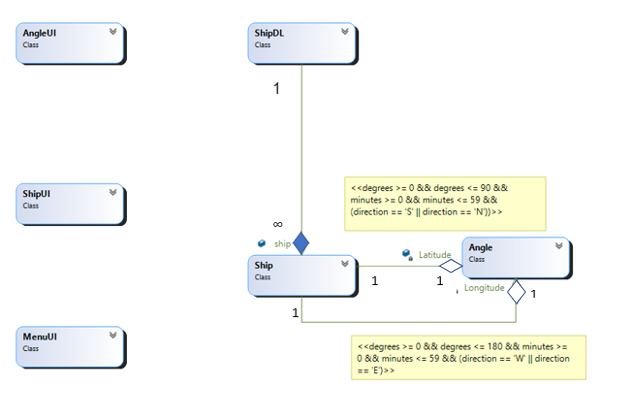 AngleUI
Class
ShipDL
Class
1
ShipUI
Class
<<degrees >= 0 && degrees <= 90 &&
minutes >= 0 && minutes <= 59 &&
(direction == 'S' || direction == 'N'))>>
∞
ship
Ship
Class
Latitude
Angle
Class
1
1
Longitude
1
1
MenuUI
Class
<<degrees >= 0 && degrees <= 180 && minutes >=
0 && minutes <= 59 && (direction == 'W' || direction
== 'E')>>